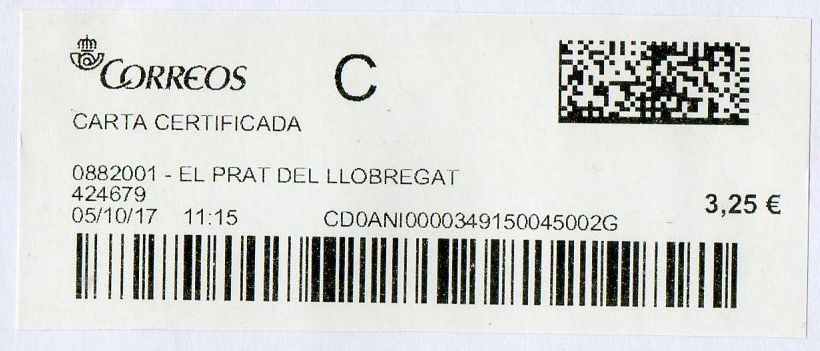 CORREOS
C
CARTA CERTIFICADA
0882001 - EL PRAT DEL LLOBREGAT
424679
05/10/17 11:15 CD0ANI0000349150045002G
3,25 €